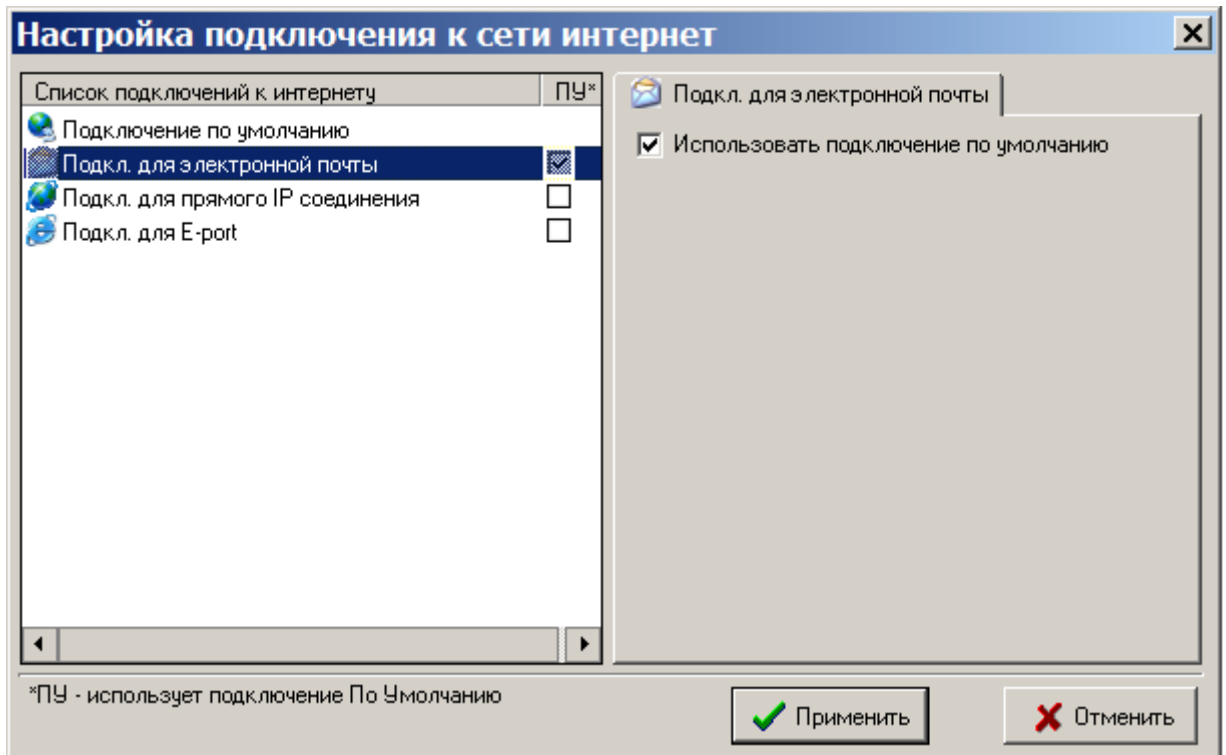 Настройка подключения к сети интернет
Список подключений к интернету ПУ*
Подключение по умолчанию
Подкл. для электронной почты
Подкл. для прямого IP соединения
Подкл. для E-port
Подкл. для электронной почты
Использовать подключение по умолчанию
*ПУ - использует подключение По Умолчанию
Применить
Отменить